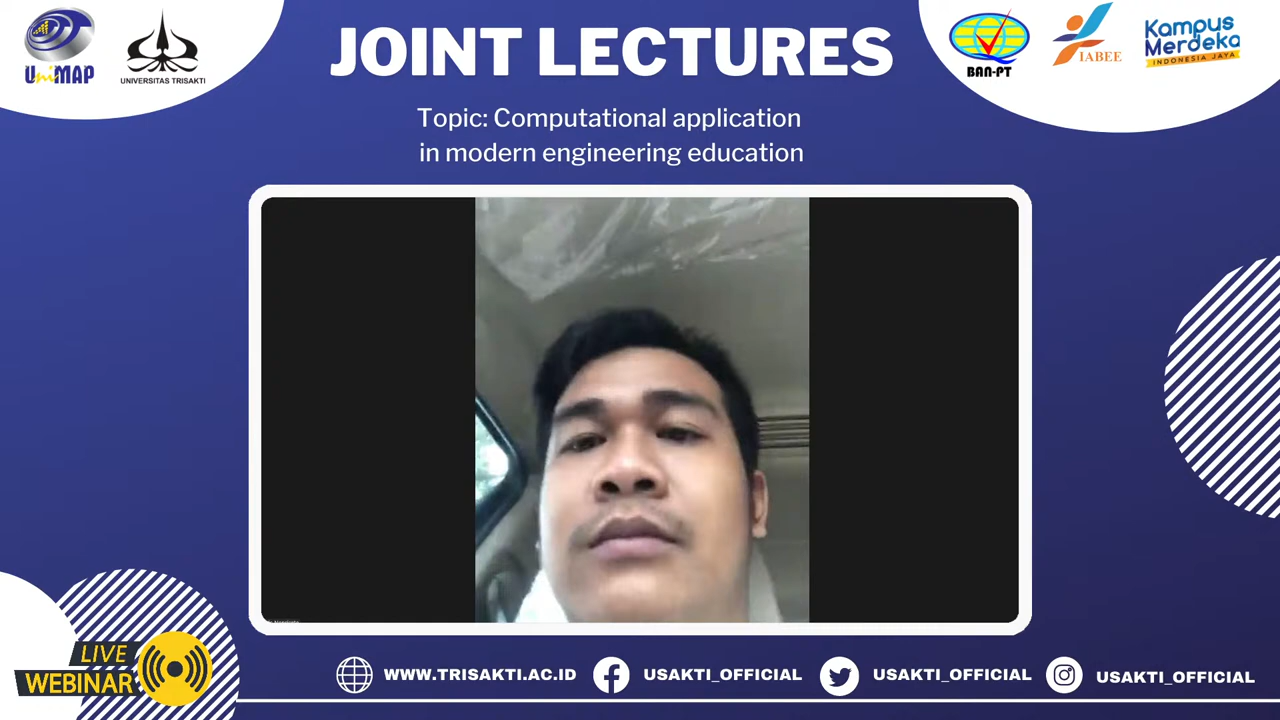 UniMAP
UNIVERSITAS TRISAKTI
JOINT LECTURES
BAN-PT
IABEE
Kampus
Merdeka
INDONESIA JAYA
Topic: Computational application
in modern engineering education
LIVE
WEBINAR
WWW.TRISAKTI.AC.ID
USAKTI_OFFICIAL
USAKTI_OFFICIAL
USAKTI_OFFICIAL